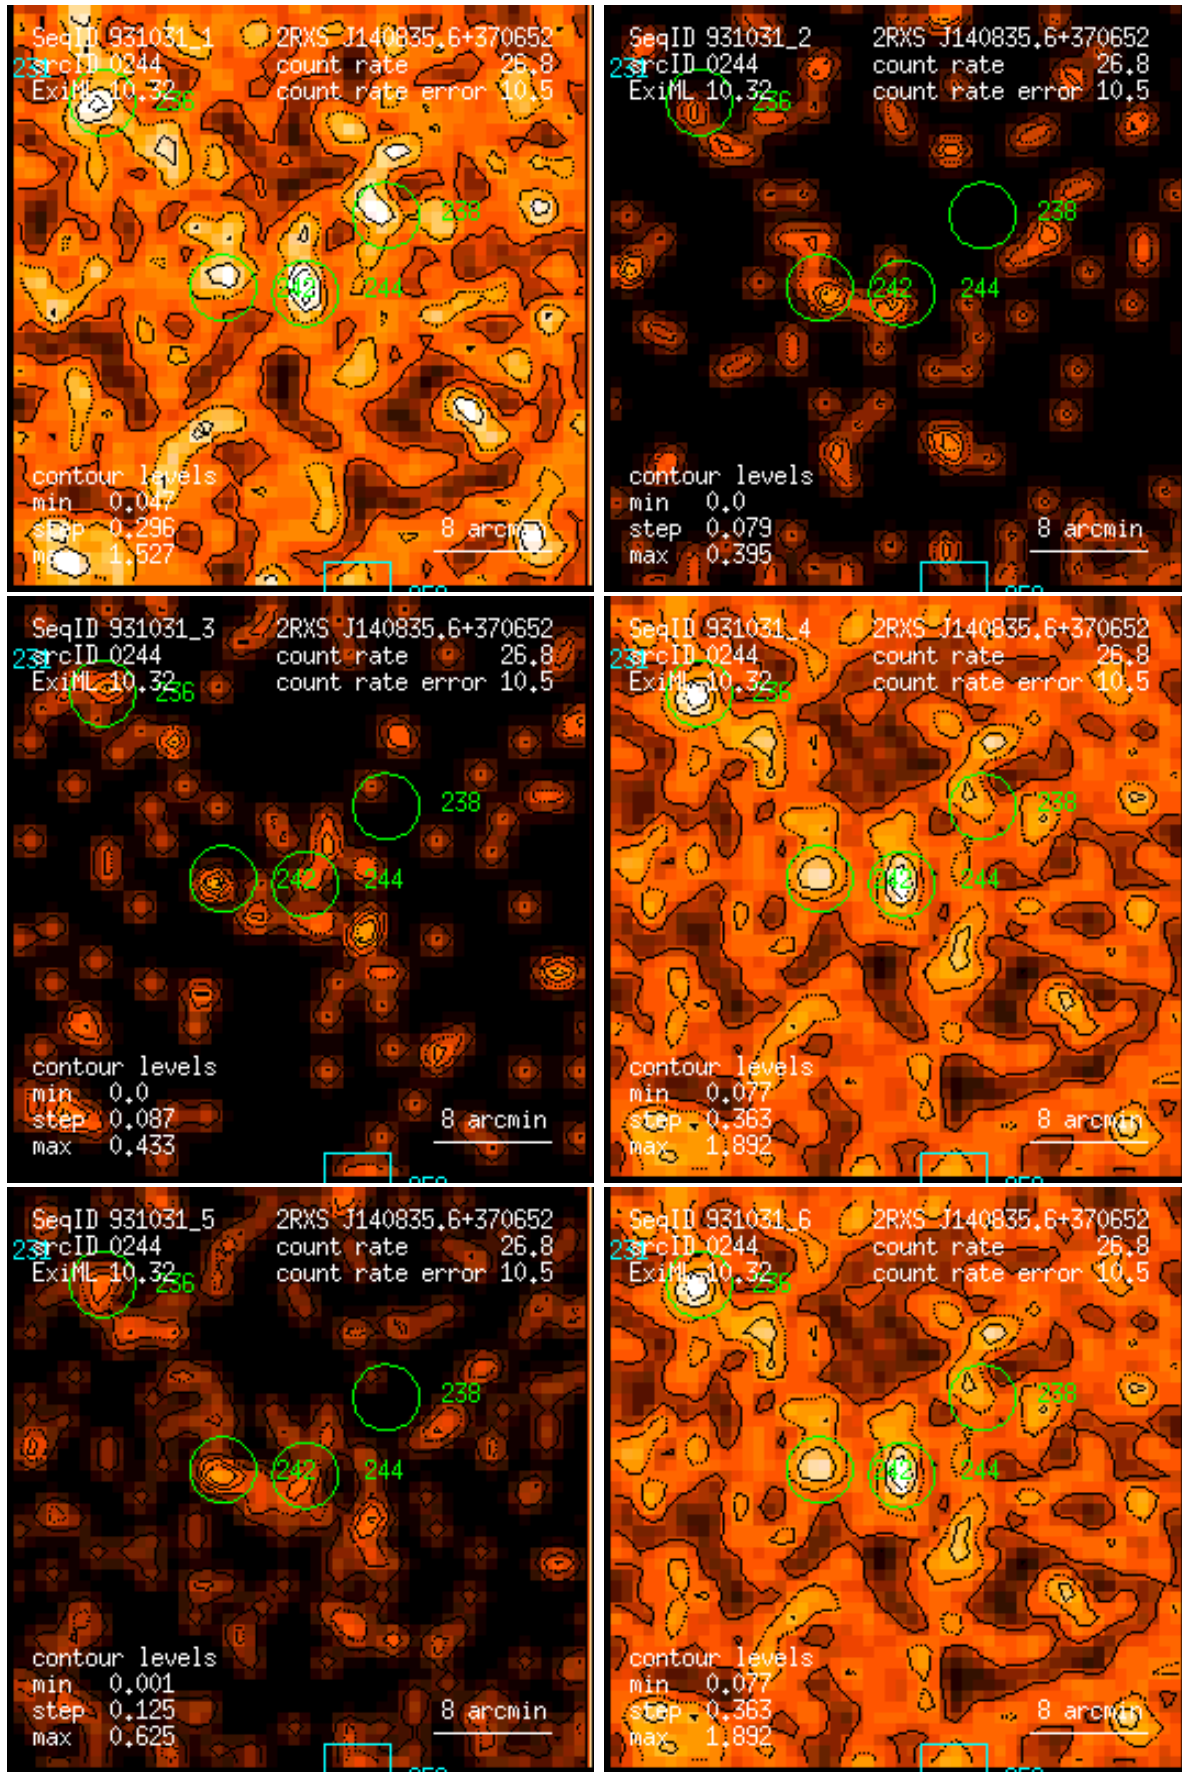 SeqID 931031_1 2RXS J140835.6+370652
231 srcID 0244 count rate 26.8
ExiML 10.32 236 count rate error 10.5
238
242 244
contour levels
min 0.047
step 0.296
max 1.527
8 arcmin
SeqID 931031_2 2RXS J140835.6+370652
231 srcID 0244 count rate 26.8
ExiML 10.32 236 count rate error 10.5
238
242 244
contour levels
min 0.0
step 0.079
max 0.395
8 arcmin
SeqID 931031_3 2RXS J140835.6+370652
231 srcID 0244 count rate 26.8
ExiML 10.32 236 count rate error 10.5
238
242 244
contour levels
min 0.0
step 0.087
max 0.433
8 arcmin
SeqID 931031_4 2RXS J140835.6+370652
231 srcID 0244 count rate 26.8
ExiML 10.32 236 count rate error 10.5
238
242 244
contour levels
min 0.077
step 0.363
max 1.892
8 arcmin
SeqID 931031_5 2RXS J140835.6+370652
231 srcID 0244 count rate 26.8
ExiML 10.32 236 count rate error 10.5
238
242 244
contour levels
min 0.001
step 0.125
max 0.625
8 arcmin
SeqID 931031_6 2RXS J140835.6+370652
231 srcID 0244 count rate 26.8
ExiML 10.32 236 count rate error 10.5
238
242 244
contour levels
min 0.077
step 0.363
max 1.892
8 arcmin